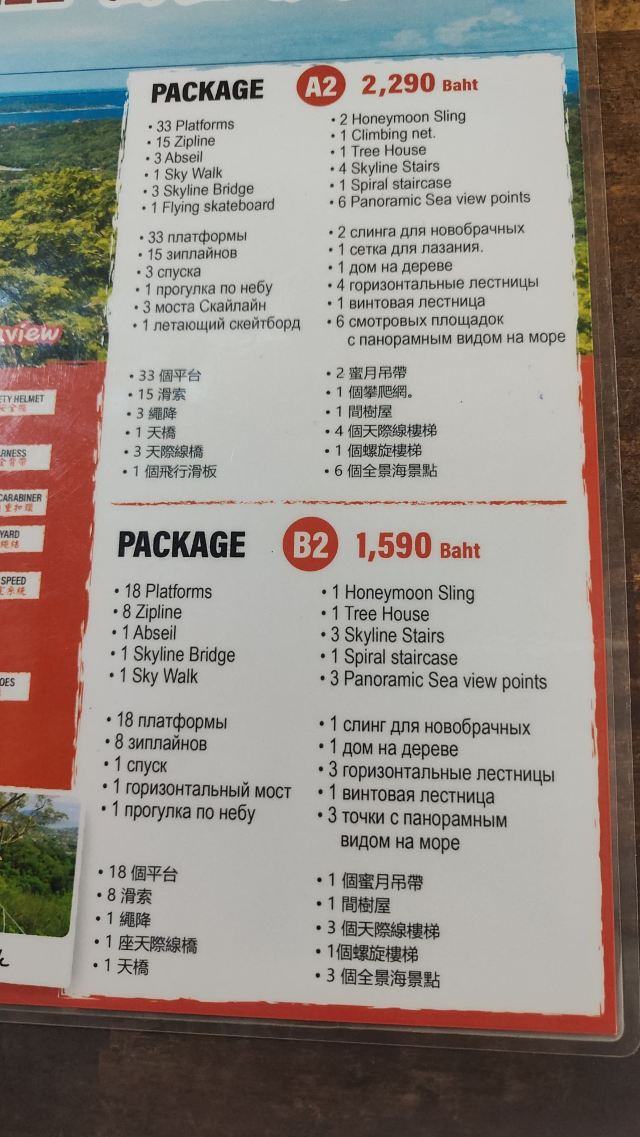 PACKAGE A2 2,290 Baht
• 33 Platforms
• 15 Zipline
• 3 Abseil
• 1 Sky Walk
• 3 Skyline Bridge
• 1 Flying skateboard
• 2 Honeymoon Sling
• 1 Climbing net.
• 1 Tree House
• 4 Skyline Stairs
• 1 Spiral staircase
• 6 Panoramic Sea view points
• 33 платформы
• 15 зиплайнов
• 3 спуска
• 1 прогулка по небу
• 3 моста Скайлайн
• 1 летающий скейтборд
• 2 слинга для новобрачных
• 1 сетка для лазания.
• 1 дом на дереве
• 4 горизонтальные лестницы
• 1 винтовая лестница
• 6 смотровых площадок
с панорамным видом на море
• 33 個平台
• 15 滑索
• 3 繩降
• 1 天橋
• 3 天際線橋
• 1 個飛行滑板
• 2 蜜月吊帶
• 1 個攀爬網。
• 1 間樹屋
• 4 個天際線樓梯
• 1 個螺旋樓梯
• 6 個全景海景點
PACKAGE B2 1,590 Baht
• 18 Platforms
• 8 Zipline
• 1 Abseil
• 1 Skyline Bridge
• 1 Sky Walk
• 1 Honeymoon Sling
• 1 Tree House
• 3 Skyline Stairs
• 1 Spiral staircase
• 3 Panoramic Sea view points
• 18 платформы
• 8 зиплайнов
• 1 спуск
• 1 горизонтальный мост
• 1 прогулка по небу
• 1 слинг для новобрачных
• 1 дом на дереве
• 3 горизонтальные лестницы
• 1 винтовая лестница
• 3 точки с панорамным
видом на море
• 18 個平台
• 8 滑索
• 1 繩降
• 1 座天際線橋
• 1 天橋
• 1 個蜜月吊帶
• 1 間樹屋
• 3 個天際線樓梯
• 1個螺旋樓梯
• 3 個全景海景點
view
ETY HELMET
安全帽
RNESS
全背帶
CARABINER
重扣環
YARD
SPEED
OES